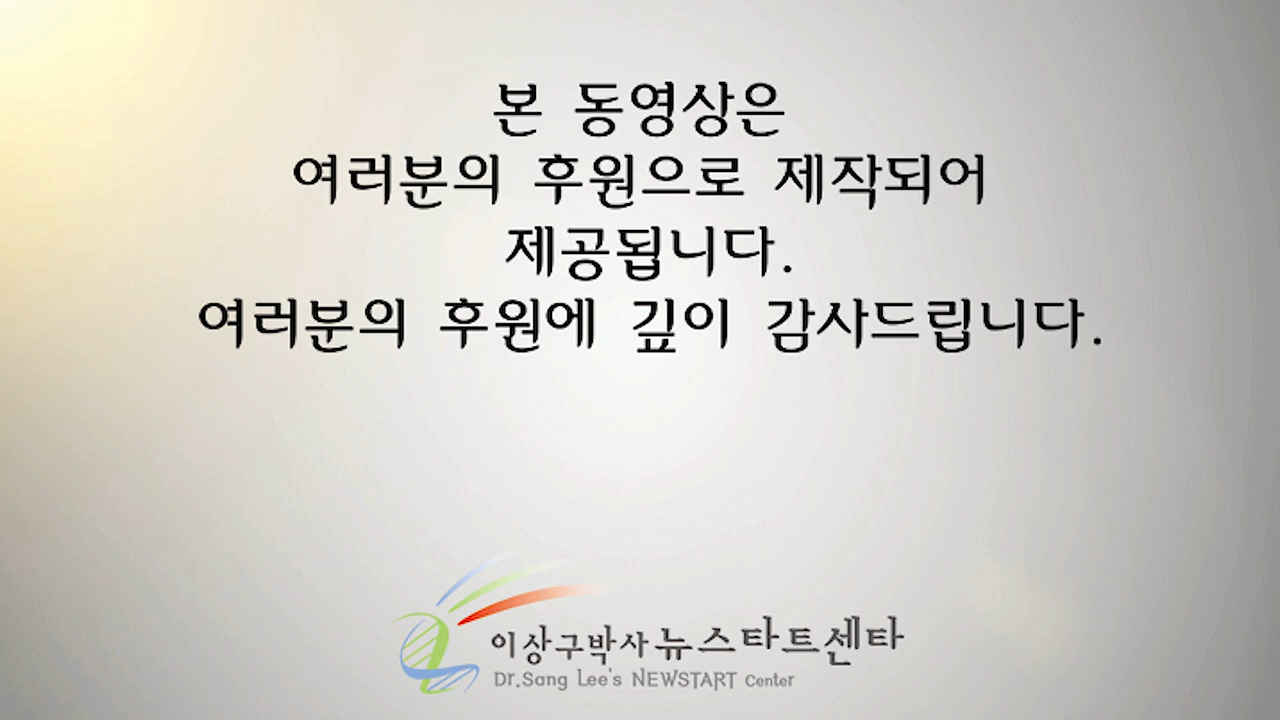 본 동영상은
여러분의 후원으로 제작되어
제공됩니다.
여러분의 후원에 깊이 감사드립니다.
이상구박사 뉴스타트센타
Dr.Sang Lee's NEWSTART Center